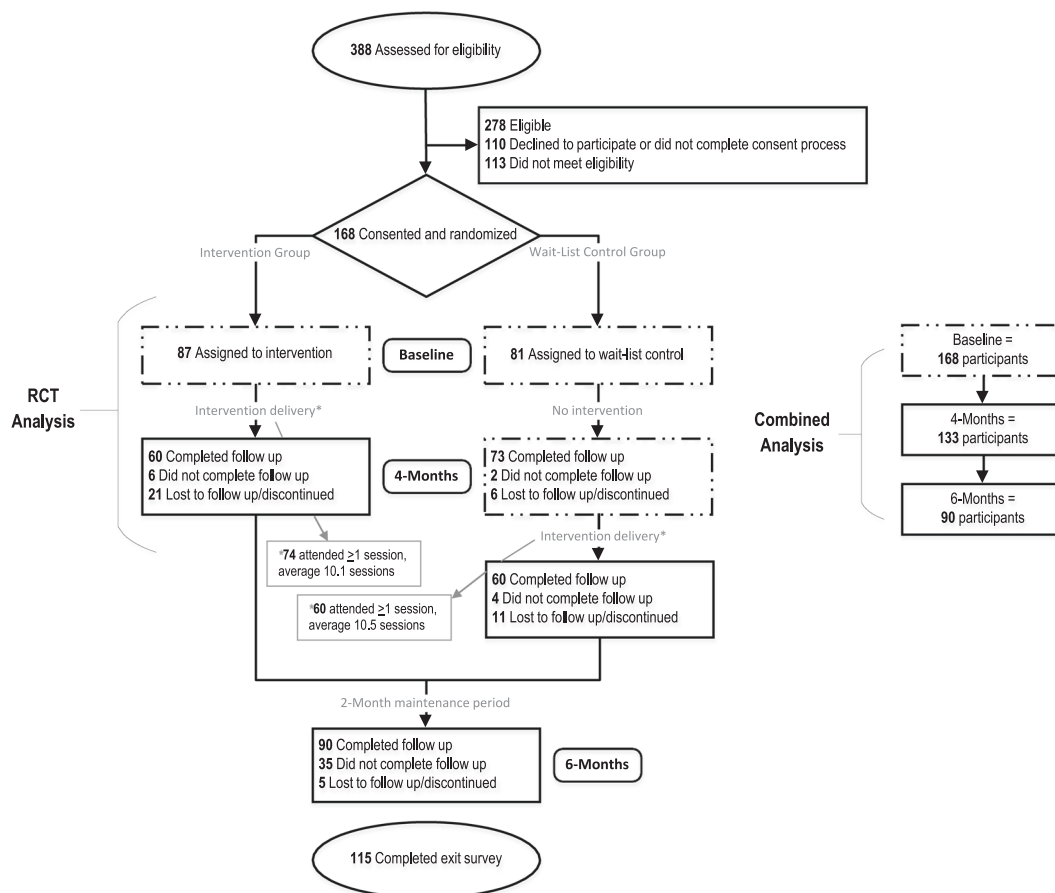 388 Assessed for eligibility
278 Eligible
110 Declined to participate or did not complete consent process
113 Did not meet eligibility
168 Consented and randomized
Intervention Group
Wait-List Control Group
RCT
Analysis
87 Assigned to intervention
Baseline
81 Assigned to wait-list control
Intervention delivery*
No intervention
60 Completed follow up
6 Did not complete follow up
21 Lost to follow up/discontinued
4-Months
73 Completed follow up
2 Did not complete follow up
6 Lost to follow up/discontinued
*74 attended ≥1 session,
average 10.1 sessions
Intervention delivery*
*60 attended ≥1 session,
average 10.5 sessions
60 Completed follow up
4 Did not complete follow up
11 Lost to follow up/discontinued
2-Month maintenance period
90 Completed follow up
35 Did not complete follow up
5 Lost to follow up/discontinued
6-Months
115 Completed exit survey
Combined
Analysis
Baseline =
168 participants
4-Months =
133 participants
6-Months =
90 participants